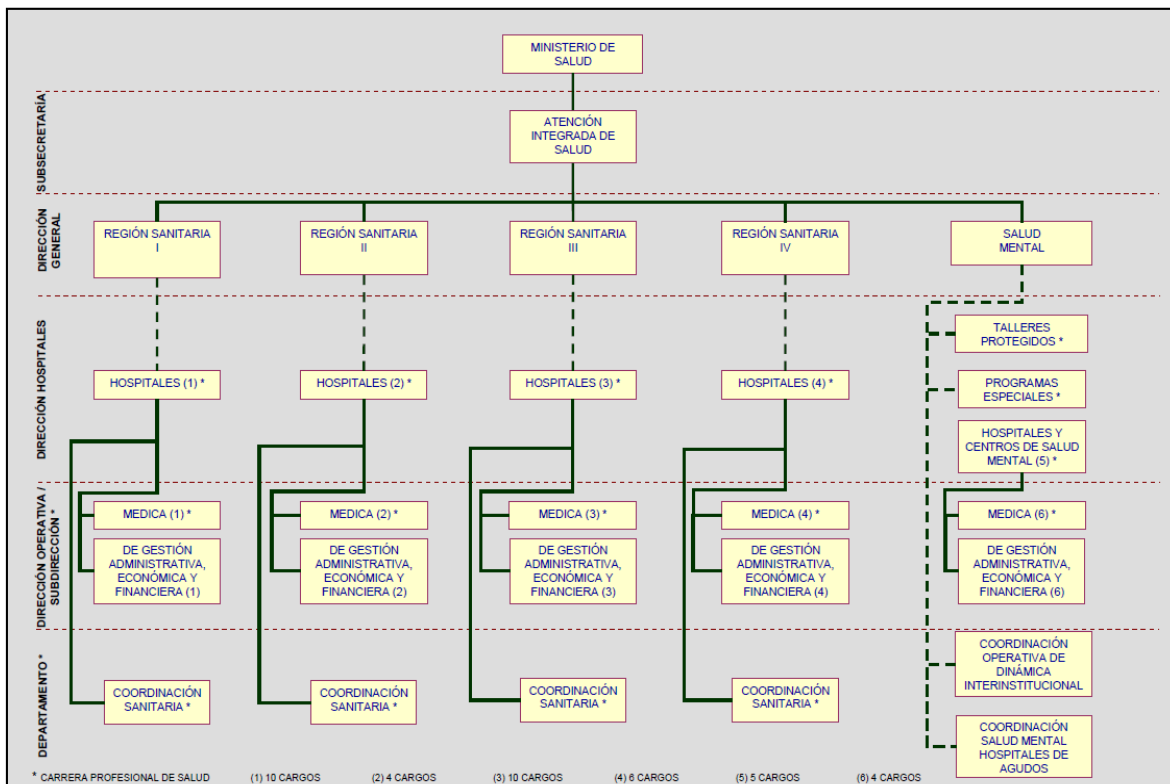 MINISTERIO DE
SALUD
SUBSECRETARÍA
ATENCIÓN
INTEGRADA DE
SALUD
DIRECCIÓN
GENERAL
REGIÓN SANITARIA
I
REGIÓN SANITARIA
II
REGIÓN SANITARIA
III
REGIÓN SANITARIA
IV
SALUD
MENTAL
DIRECCIÓN HOSPITALES
HOSPITALES (1) *
HOSPITALES (2) *
HOSPITALES (3) *
HOSPITALES (4) *
TALLERES
PROTEGIDOS *
PROGRAMAS
ESPECIALES *
HOSPITALES Y
CENTROS DE SALUD
MENTAL (5) *
DIRECCIÓN OPERATIVA /
SUBDIRECCIÓN *
MEDICA (1) *
MEDICA (2) *
MEDICA (3) *
MEDICA (4) *
MEDICA (6) *
DE GESTIÓN
ADMINISTRATIVA,
ECONÓMICA Y
FINANCIERA (1)
DE GESTIÓN
ADMINISTRATIVA,
ECONÓMICA Y
FINANCIERA (2)
DE GESTIÓN
ADMINISTRATIVA,
ECONÓMICA Y
FINANCIERA (3)
DE GESTIÓN
ADMINISTRATIVA,
ECONÓMICA Y
FINANCIERA (4)
DE GESTIÓN
ADMINISTRATIVA,
ECONÓMICA Y
FINANCIERA (6)
DEPARTAMENTO *
COORDINACIÓN
SANITARIA *
COORDINACIÓN
SANITARIA *
COORDINACIÓN
SANITARIA *
COORDINACIÓN
SANITARIA *
COORDINACIÓN
OPERATIVA DE
DINÁMICA
INTERINSTITUCIONAL
COORDINACIÓN
SALUD MENTAL
HOSPITALES DE
AGUDOS
* CARRERA PROFESIONAL DE SALUD (1) 10 CARGOS (2) 4 CARGOS (3) 10 CARGOS (4) 6 CARGOS (5) 5 CARGOS (6) 4 CARGOS